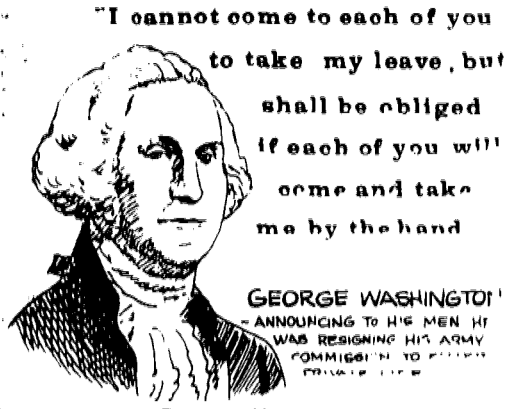 "I cannot come to each of you
to take my leave, but
shall be obliged
if each of you will
come and take
me by the hand
GEORGE WASHINGTON
- ANNOUNCING TO HIS MEN HE
WAS RESIGNING HIS ARMY
COMMISSION TO
PRIVATE LIFE